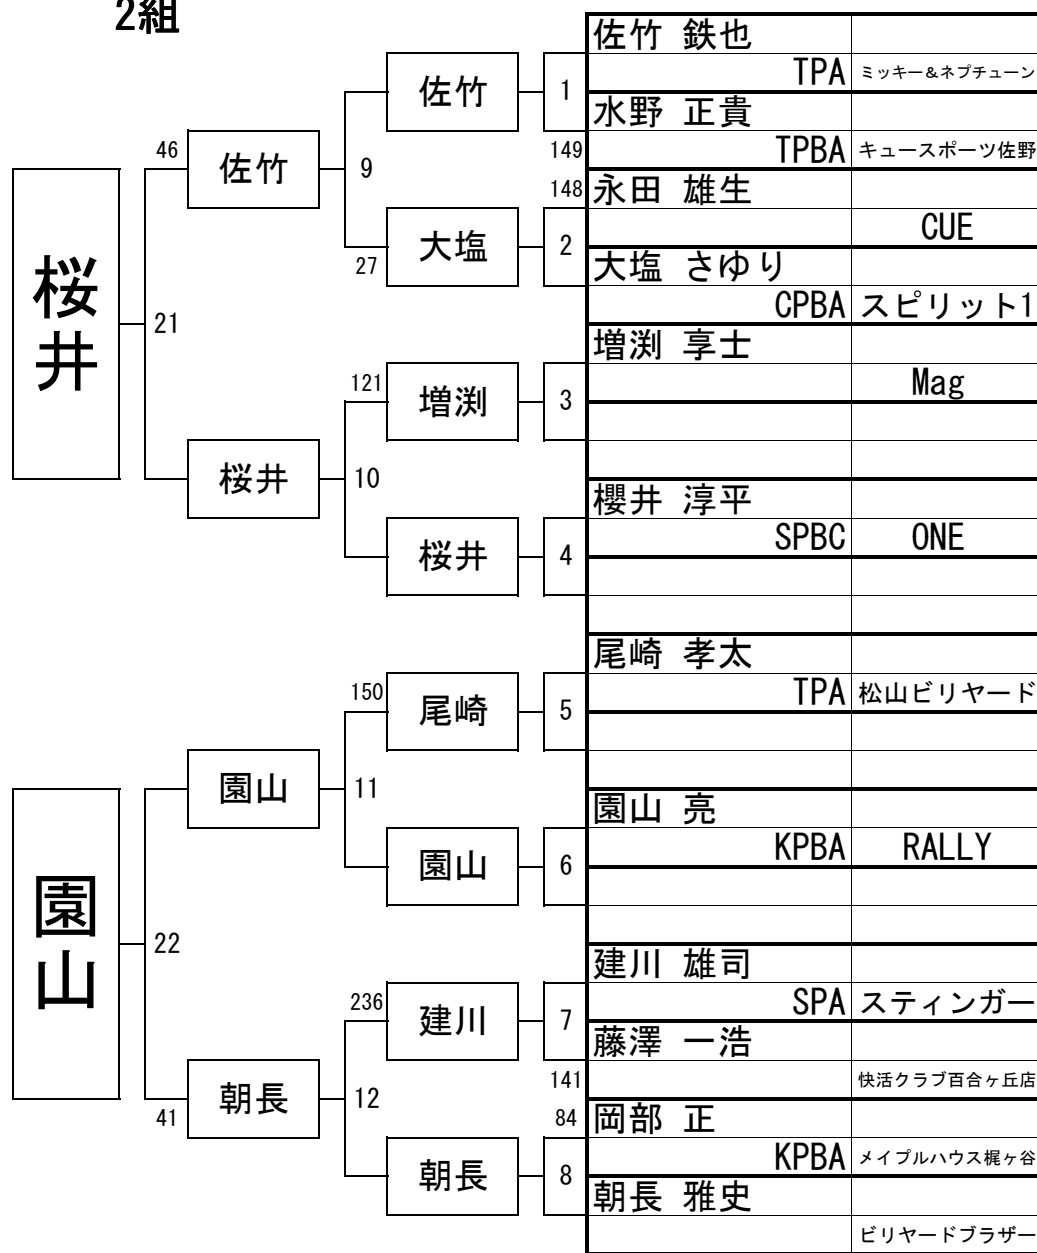 2組
佐竹 鉄也
TPA ミッキー&ネプチューン
佐竹 1
水野 正貴
149 TPBA キュースポーツ佐野
46 佐竹 9
148 永田 雄生
CUE
大塩 2
27
大塩 さゆり
CPBA スピリット1
桜井 21
増渕 享士
121 Mag
増渕 3
桜井 10
櫻井 淳平
SPBC ONE
桜井 4
尾崎 孝太
150 TPA 松山ビリヤード
尾崎 5
園山 11
園山 亮
KPBA RALLY
園山 6
園山 22
建川 雄司
236 SPA スティンガー
建川 7
藤澤 一浩
141 快活クラブ百合ヶ丘店
朝長 12
41
84 岡部 正
KPBA メイプルハウス梶ヶ谷
朝長 8
朝長 雅史
ビリヤードブラザー